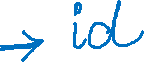 → id